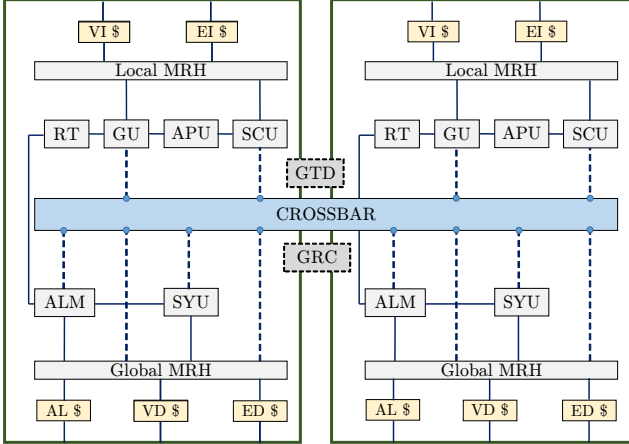 VI $ EI $ VI $ EI $
Local MRH Local MRH
RT GU APU SCU RT GU APU SCU
GTD
CROSSBAR
GRC
ALM SYU ALM SYU
Global MRH Global MRH
AL $ VD $ ED $ AL $ VD $ ED $